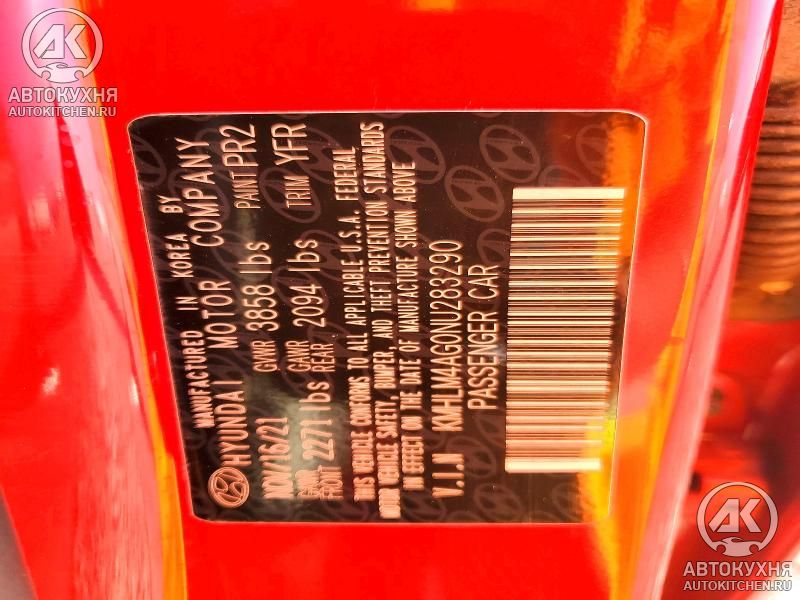 АК
АВТОКУХНЯ
AUTOKITCHEN.RU
MANUFACTURED IN KOREA BY
HYUNDAI MOTOR COMPANY
NOV/16/21 GVWR 3858 lbs PAINT PR2
GAWR FRONT 2271 lbs GAWR REAR 2094 lbs TRIM YFR
THIS VEHICLE CONFORMS TO ALL APPLICABLE U.S.A. FEDERAL
MOTOR VEHICLE SAFETY, BUMPER, AND THEFT PREVENTION STANDARDS
IN EFFECT ON THE DATE OF MANUFACTURE SHOWN ABOVE
V.I.N KMHLM4AG0NU283290
PASSENGER CAR
АК
АВТОКУХНЯ
AUTOKITCHEN.RU